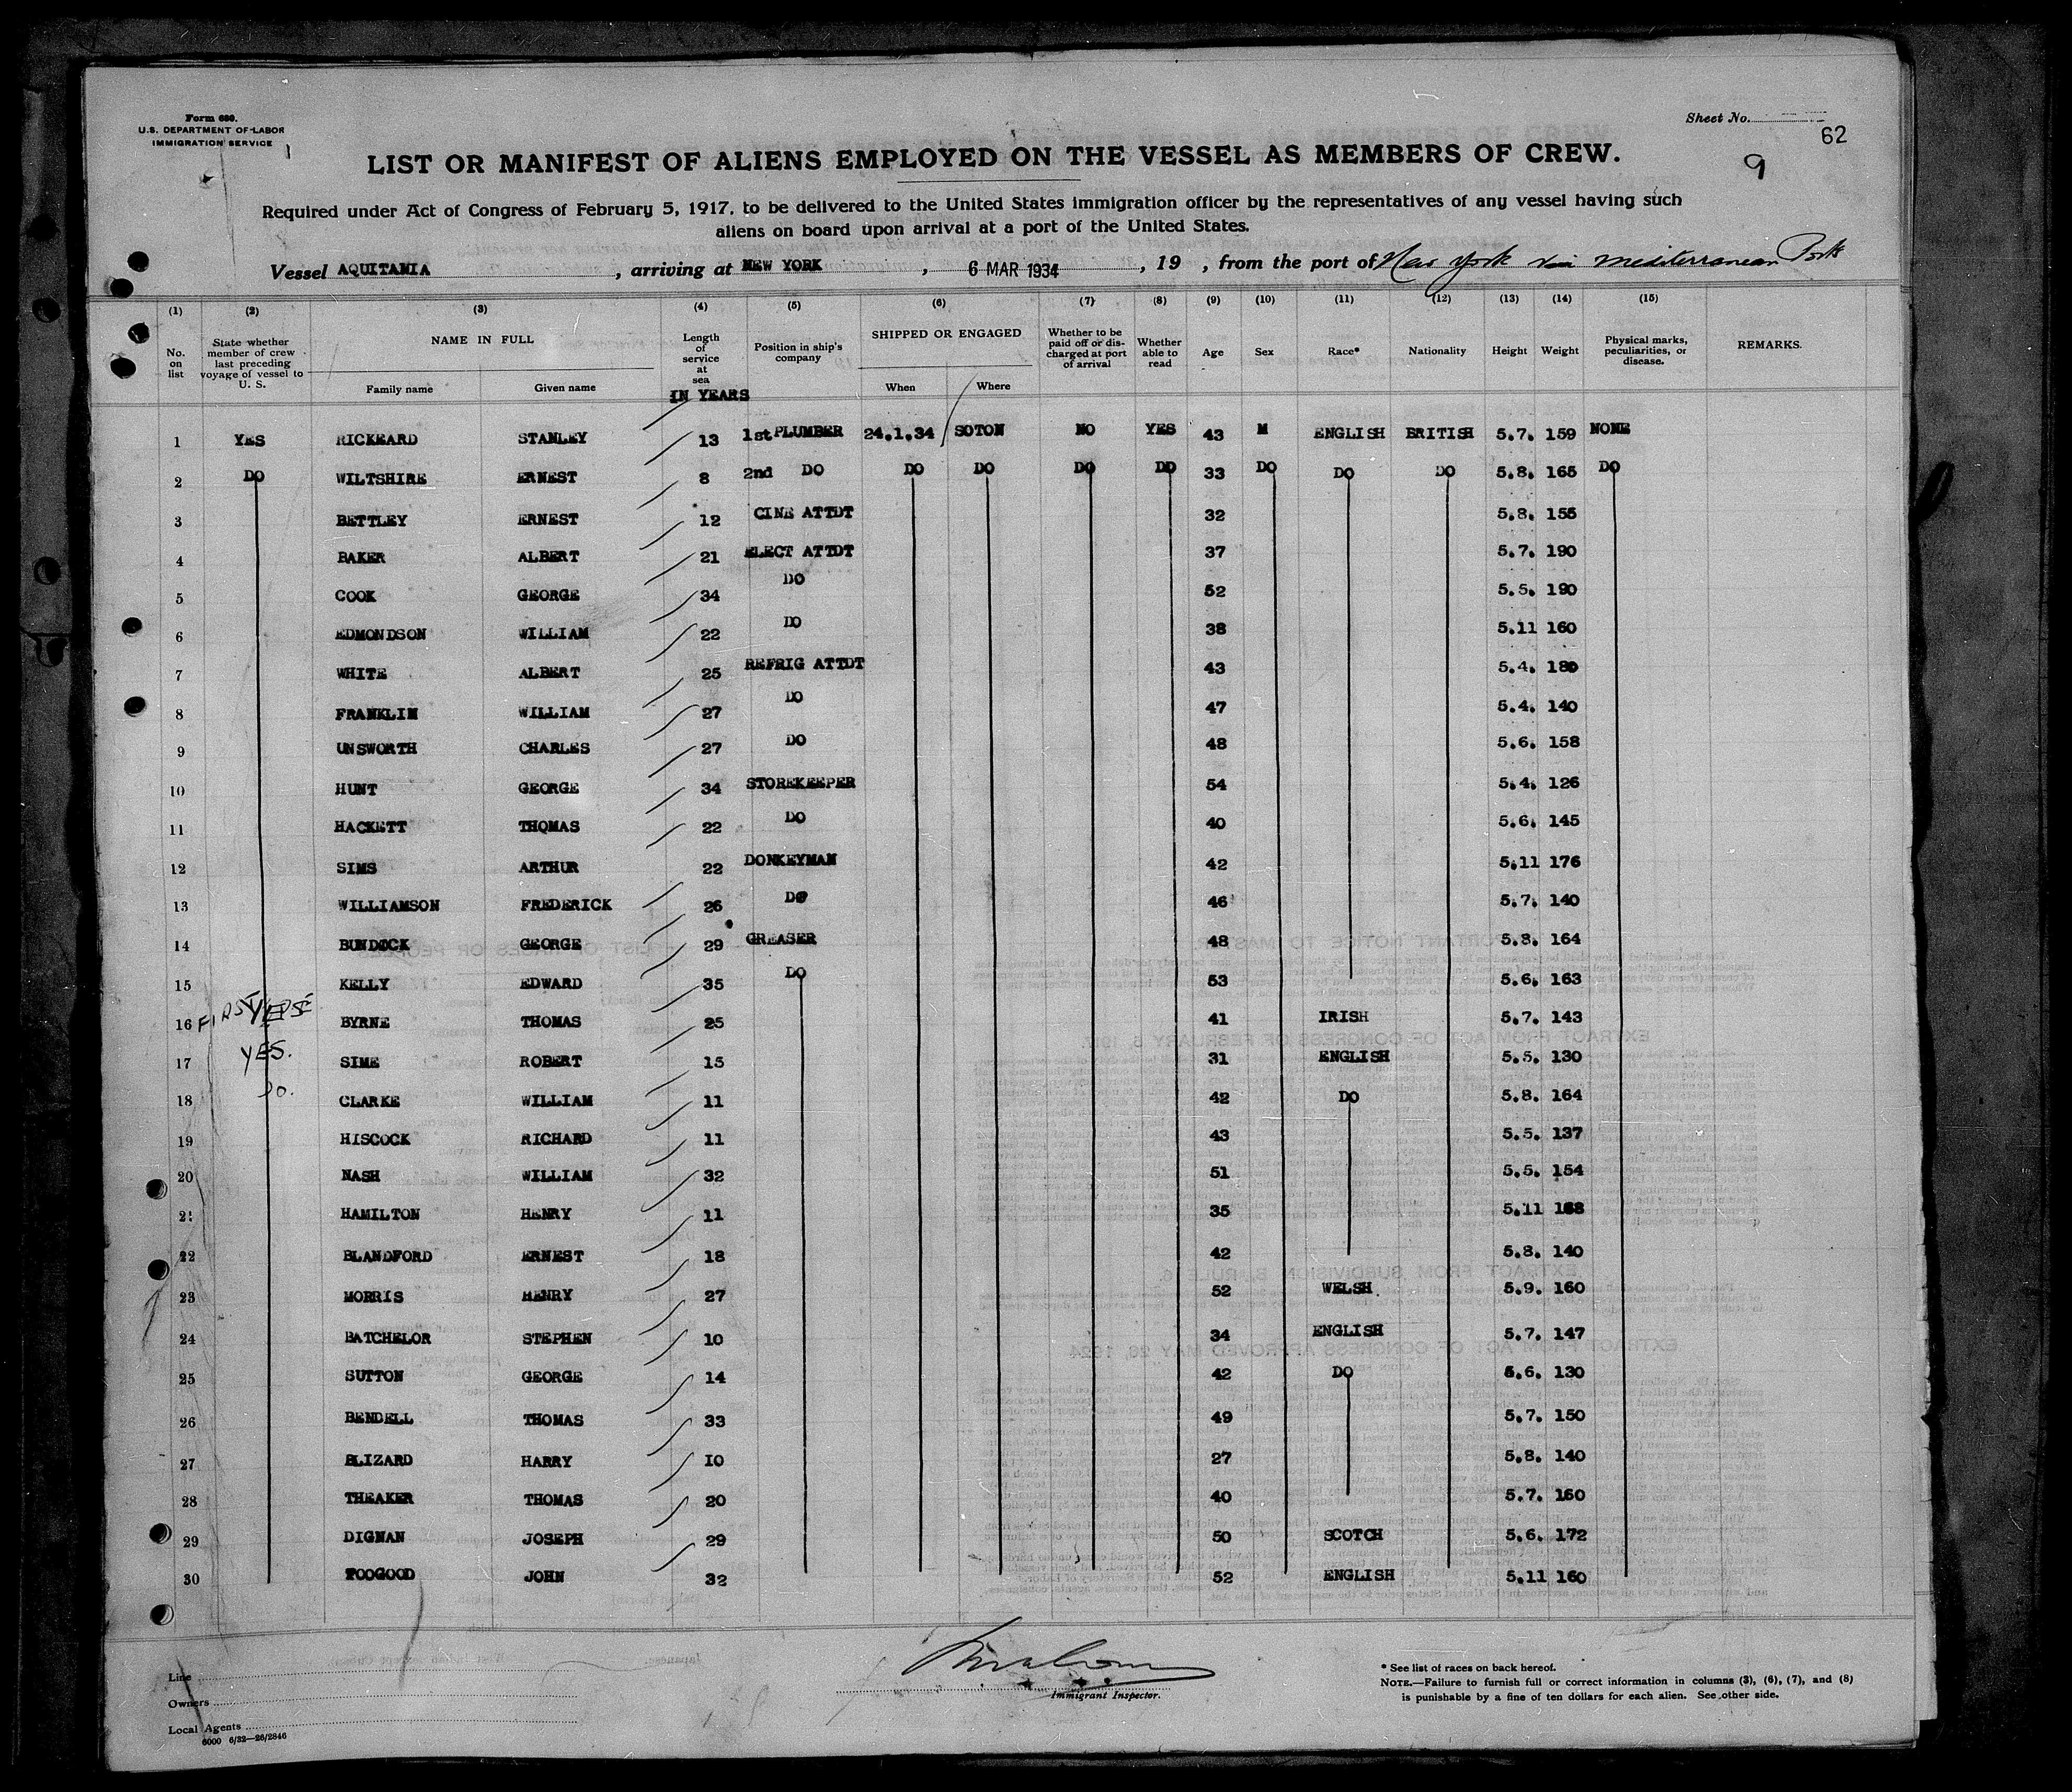 Form 680.
U.S. DEPARTMENT OF LABOR
IMMIGRATION SERVICE
Sheet No.
62
9
LIST OR MANIFEST OF ALIENS EMPLOYED ON THE VESSEL AS MEMBERS OF CREW.
Required under Act of Congress of February 5, 1917, to be delivered to the United States immigration officer by the representatives of any vessel having such
aliens on board upon arrival at a port of the United States.
Vessel AQUITANIA, arriving at NEW YORK, 6 MAR 1934, 19 , from the port of New York via mediterranean Ports
(1) (2) (3) (4) (5) (6) (7) (8) (9) (10) (11) (12) (13) (14) (15)
No. on list
State whether member of crew last preceding voyage of vessel to U. S.
NAME IN FULL
Family name Given name
Length of service at sea
IN YEARS
Position in ship's company
SHIPPED OR ENGAGED
When Where
Whether to be paid off or discharged at port of arrival
Whether able to read
Age
Sex
Race*
Nationality
Height
Weight
Physical marks, peculiarities, or disease.
REMARKS.
1 YES RICKEARD STANLEY 13 1st PLUMBER 24.1.34 SOTON NO YES 43 M ENGLISH BRITISH 5.7. 159 NONE
2 DO WILTSHIRE ERNEST 8 2nd DO DO DO DO DO 33 DO DO DO 5.8. 165 DO
3 BETTLEY ERNEST 12 CINE ATTDT 32 5.8. 155
4 BAKER ALBERT 21 ELECT ATTDT 37 5.7. 190
5 COOK GEORGE 34 DO 52 5.5. 190
6 EDMONDSON WILLIAM 22 DO 38 5.11 160
7 WHITE ALBERT 25 REFRIG ATTDT 43 5.4. 180
8 FRANKLIN WILLIAM 27 DO 47 5.4. 140
9 UNSWORTH CHARLES 27 DO 48 5.6. 158
10 HUNT GEORGE 34 STOREKEEPER 54 5.4. 126
11 HACKETT THOMAS 22 DO 40 5.6. 145
12 SIMS ARTHUR 22 DONKEYMAN 42 5.11 176
13 WILLIAMSON FREDERICK 26 DO 46 5.7. 140
14 BUNDOCK GEORGE 29 GREASER 48 5.8. 164
15 KELLY EDWARD 35 DO 53 5.6. 163
16 FIRST BYRNE THOMAS 25 41 IRISH 5.7. 143
17 YES. SIME ROBERT 15 31 ENGLISH 5.5. 130
18 Do. CLARKE WILLIAM 11 42 DO 5.8. 164
19 HISCOCK RICHARD 11 43 5.5. 137
20 NASH WILLIAM 32 51 5.5. 154
21 HAMILTON HENRY 11 35 5.11
22 BLANDFORD ERNEST 18 42 5.8. 140
23 MORRIS HENRY 27 52 WELSH 5.9. 160
24 BATCHELOR STEPHEN 10 34 ENGLISH 5.7. 147
25 SUTTON GEORGE 14 42 DO 5.6. 130
26 BENDELL THOMAS 33 49 5.7. 150
27 BLIZARD HARRY IO 27 5.8. 140
28 THEAKER THOMAS 20 40 5.7. 160
29 DIGNAN JOSEPH 29 50 SCOTCH 5.6. 172
30 TOOGOOD JOHN 32 52 ENGLISH 5.11 160
Line
Owners
Local Agents
6000 6/32—26/2846
Immigrant Inspector.
* See list of races on back hereof.
NOTE.—Failure to furnish full or correct information in columns (3), (6), (7), and (8)
is punishable by a fine of ten dollars for each alien. See other side.